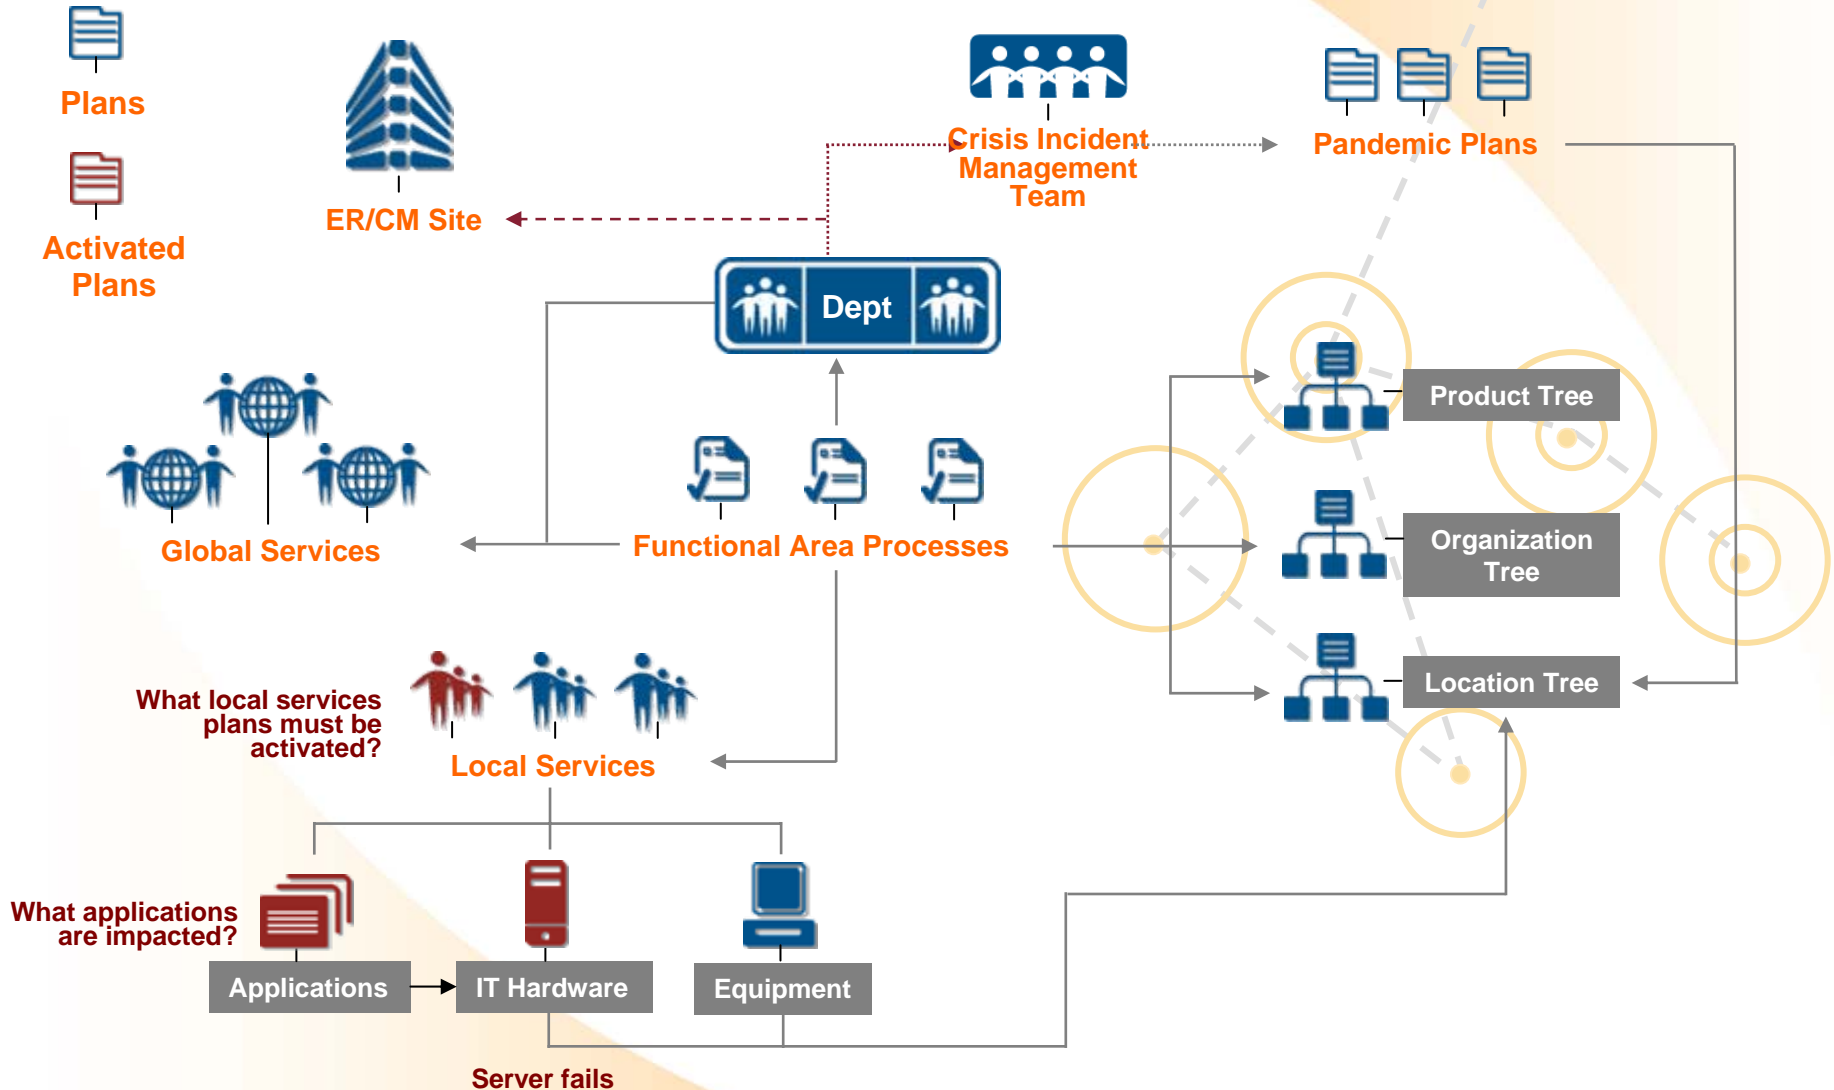 Plans
Activated
Plans
ER/CM Site
Crisis Incident
Management
Team
Pandemic Plans
Dept
Product Tree
Global Services
Functional Area Processes
Organization
Tree
What local services
plans must be
activated?
Local Services
Location Tree
What applications
are impacted?
Applications
IT Hardware
Equipment
Server fails